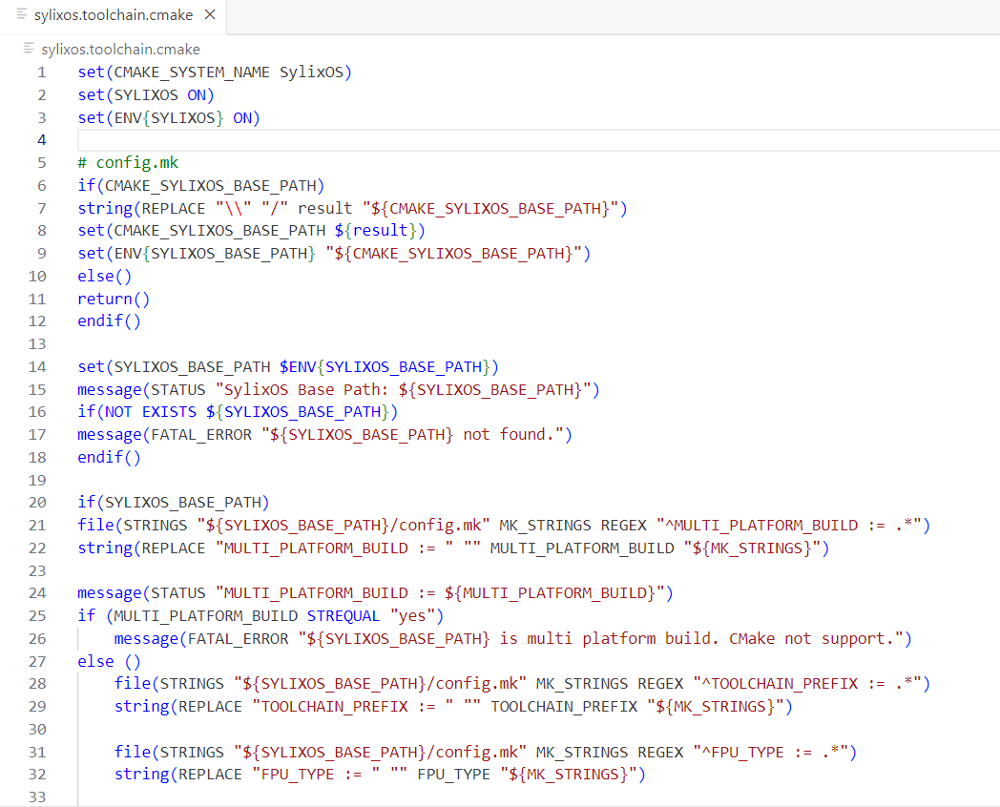 sylixos.toolchain.cmake
sylixos.toolchain.cmake
1 set(CMAKE_SYSTEM_NAME SylixOS)
2 set(SYLIXOS ON)
3 set(ENV{SYLIXOS} ON)
4
5 # config.mk
6 if(CMAKE_SYLIXOS_BASE_PATH)
7 string(REPLACE "\\" "/" result "${CMAKE_SYLIXOS_BASE_PATH}")
8 set(CMAKE_SYLIXOS_BASE_PATH ${result})
9 set(ENV{SYLIXOS_BASE_PATH} "${CMAKE_SYLIXOS_BASE_PATH}")
10 else()
11 return()
12 endif()
13
14 set(SYLIXOS_BASE_PATH $ENV{SYLIXOS_BASE_PATH})
15 message(STATUS "SylixOS Base Path: ${SYLIXOS_BASE_PATH}")
16 if(NOT EXISTS ${SYLIXOS_BASE_PATH})
17 message(FATAL_ERROR "${SYLIXOS_BASE_PATH} not found.")
18 endif()
19
20 if(SYLIXOS_BASE_PATH)
21 file(STRINGS "${SYLIXOS_BASE_PATH}/config.mk" MK_STRINGS REGEX "^MULTI_PLATFORM_BUILD := .*")
22 string(REPLACE "MULTI_PLATFORM_BUILD := " "" MULTI_PLATFORM_BUILD "${MK_STRINGS}")
23
24 message(STATUS "MULTI_PLATFORM_BUILD := ${MULTI_PLATFORM_BUILD}")
25 if (MULTI_PLATFORM_BUILD STREQUAL "yes")
26     message(FATAL_ERROR "${SYLIXOS_BASE_PATH} is multi platform build. CMake not support.")
27 else ()
28     file(STRINGS "${SYLIXOS_BASE_PATH}/config.mk" MK_STRINGS REGEX "^TOOLCHAIN_PREFIX := .*")
29     string(REPLACE "TOOLCHAIN_PREFIX := " "" TOOLCHAIN_PREFIX "${MK_STRINGS}")
30
31     file(STRINGS "${SYLIXOS_BASE_PATH}/config.mk" MK_STRINGS REGEX "^FPU_TYPE := .*")
32     string(REPLACE "FPU_TYPE := " "" FPU_TYPE "${MK_STRINGS}")
33